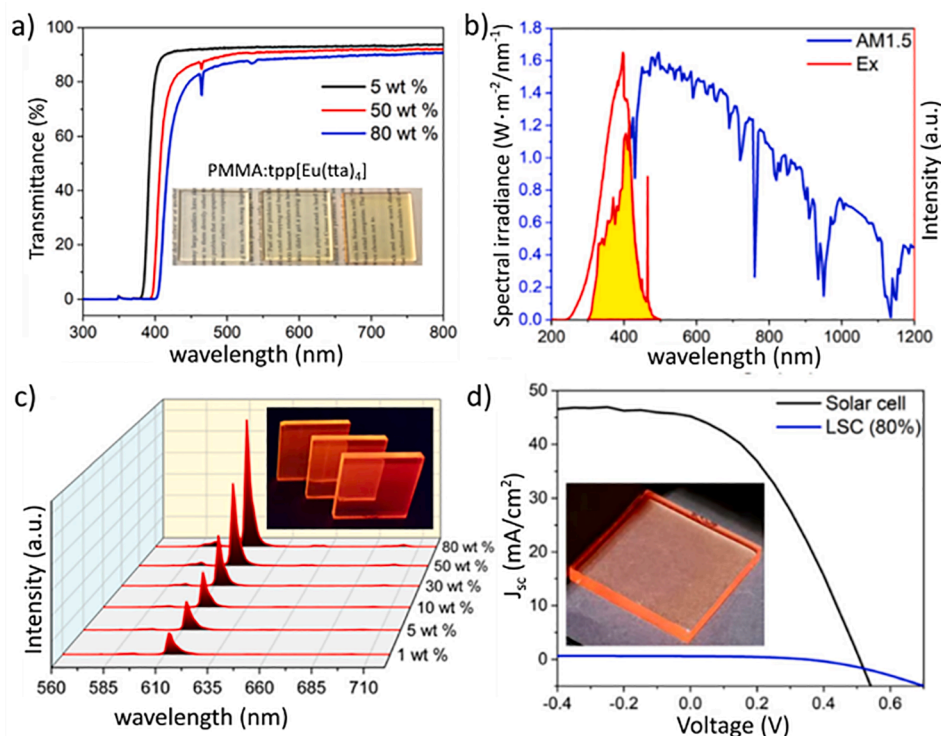 a)
100
80
60
40
20
0
Transmittance (%)
5 wt %
50 wt %
80 wt %
PMMA:tpp[Eu(tta)₄]
300
400
500
600
700
800
wavelength (nm)
b)
1.8
1.6
1.4
1.2
1.0
0.8
0.6
0.4
0.2
0.0
Spectral irradiance (W·m⁻²/nm⁻¹)
AM1.5
Ex
Intensity (a.u.)
200
400
600
800
1000
1200
wavelength (nm)
c)
Intensity (a.u.)
80 wt %
50 wt %
30 wt %
10 wt %
5 wt %
1 wt %
560
585
610
635
660
685
710
wavelength (nm)
d)
50
40
30
20
45
0
J_sc (mA/cm²)
Solar cell
LSC (80%)
-0.4
-0.2
0.0
0.2
0.4
0.6
Voltage (V)